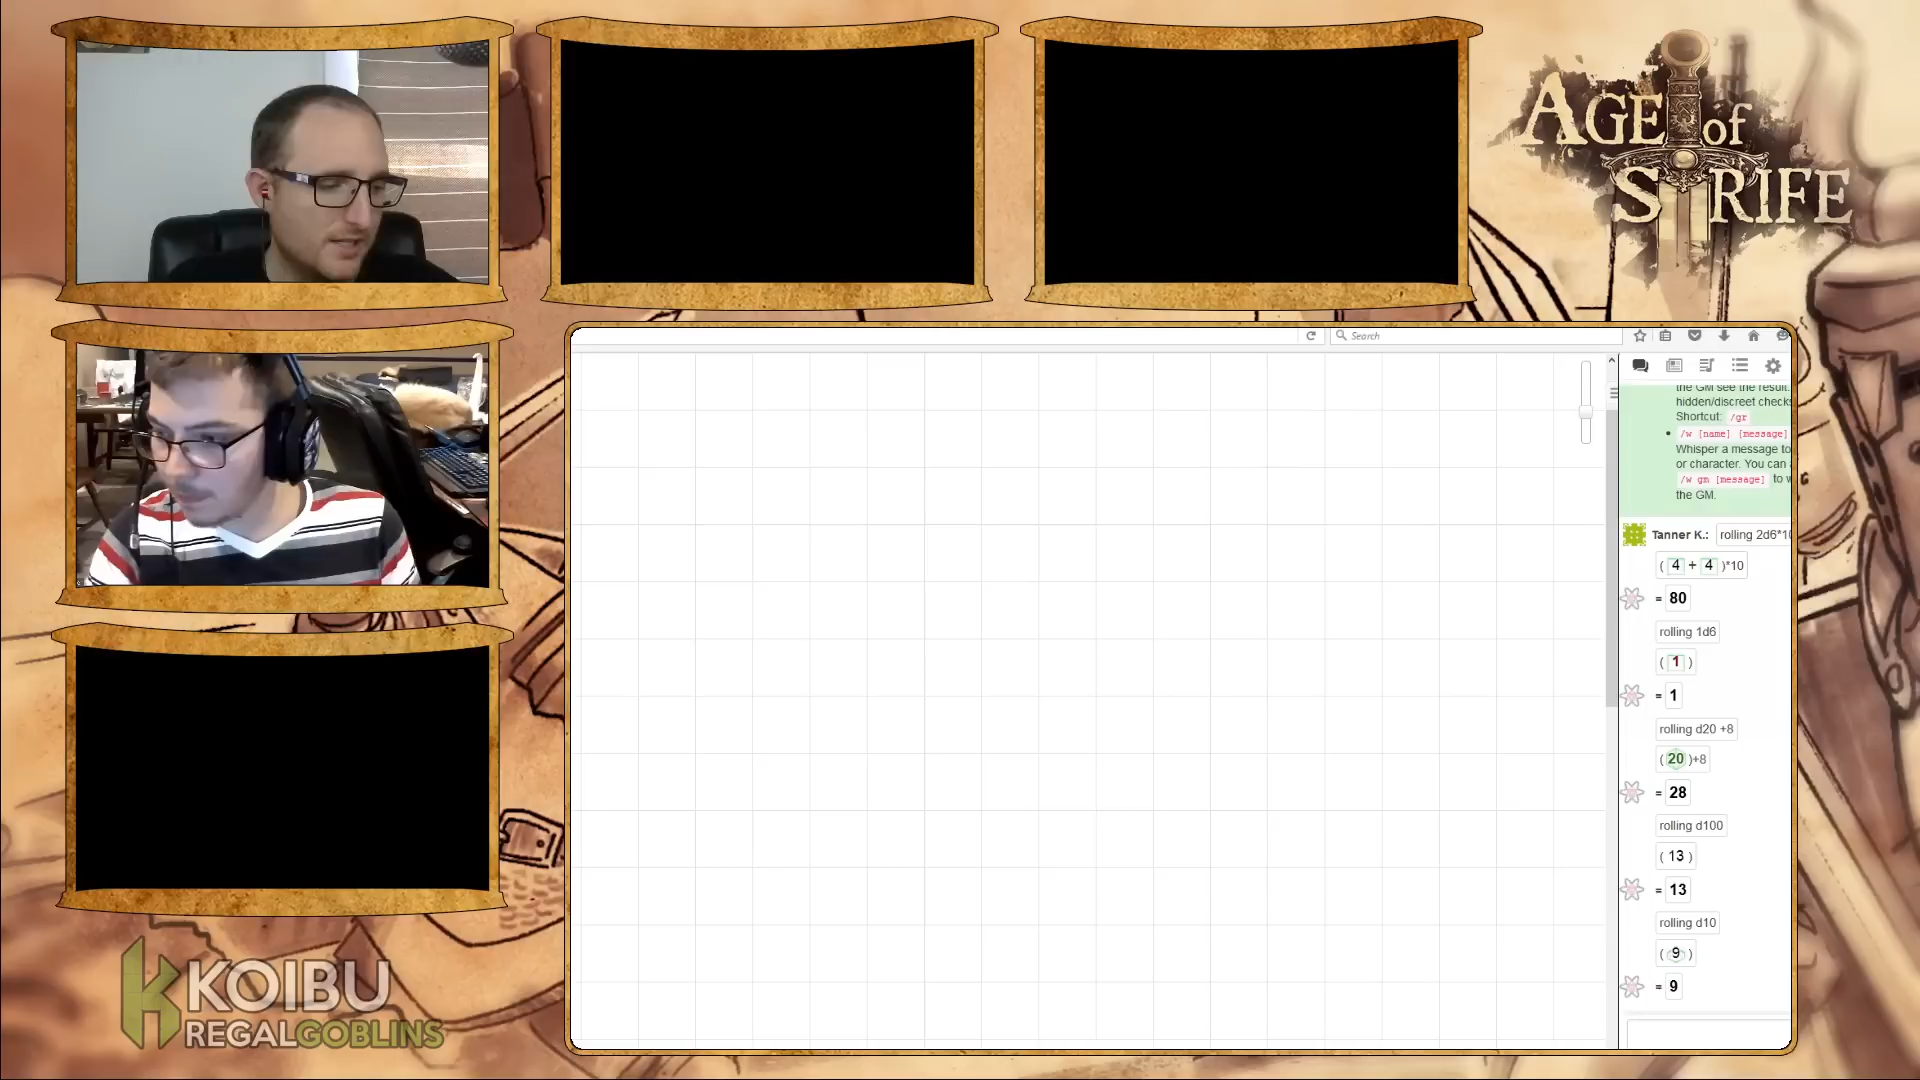 AGE of
STRIFE
Search
the GM see the result.
hidden/discreet checks
Shortcut: /gr
• /w [name] [message]
Whisper a message to
or character. You can
/w gm [message] to w
the GM.
Tanner K.: rolling 2d6*10
( 4 + 4 )*10
= 80
rolling 1d6
( 1 )
= 1
rolling d20 +8
( 20 )+8
= 28
rolling d100
( 13 )
= 13
rolling d10
( 9 )
= 9
KOIBU
REGALGOBLINS